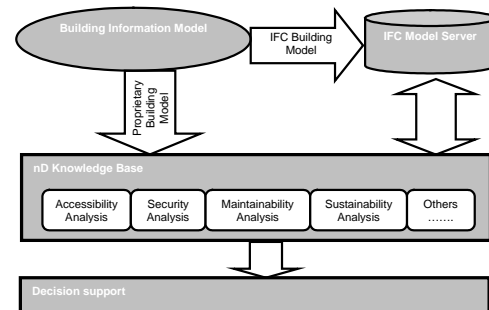 Building Information Model
IFC Building
Model
IFC Model Server
Proprietary
Building
Model
nD Knowledge Base
Accessibility
Analysis
Security
Analysis
Maintainability
Analysis
Sustainability
Analysis
Others
.......
Decision support